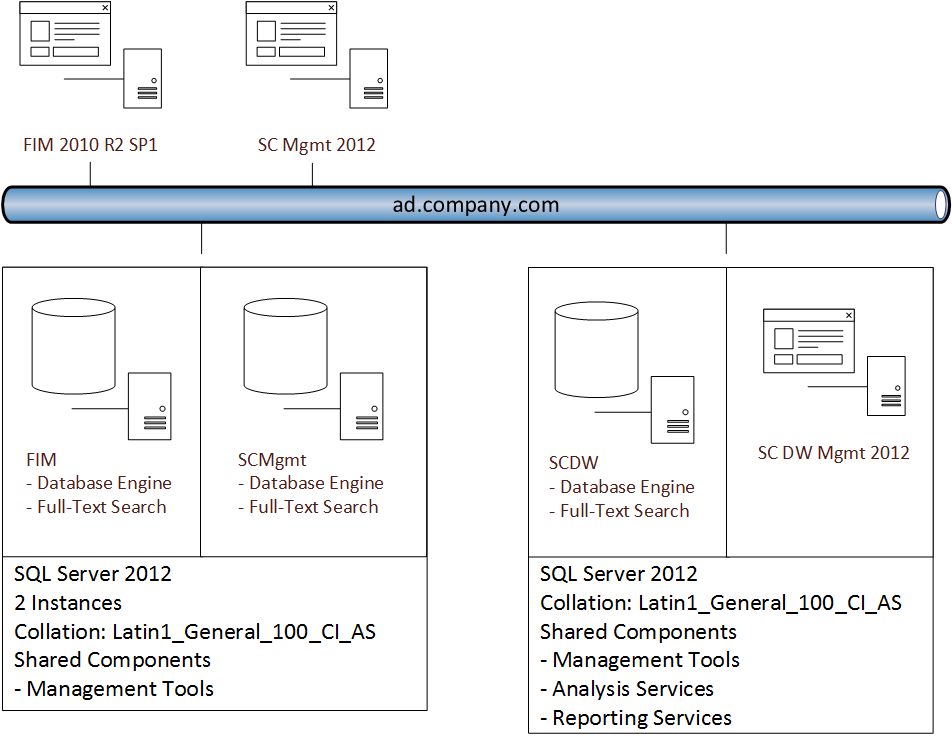 FIM 2010 R2 SP1
SC Mgmt 2012
ad.company.com
FIM
- Database Engine
- Full-Text Search
SCMgmt
- Database Engine
- Full-Text Search
SQL Server 2012
2 Instances
Collation: Latin1_General_100_CI_AS
Shared Components
- Management Tools
SCDW
- Database Engine
- Full-Text Search
SC DW Mgmt 2012
SQL Server 2012
Collation: Latin1_General_100_CI_AS
Shared Components
- Management Tools
- Analysis Services
- Reporting Services